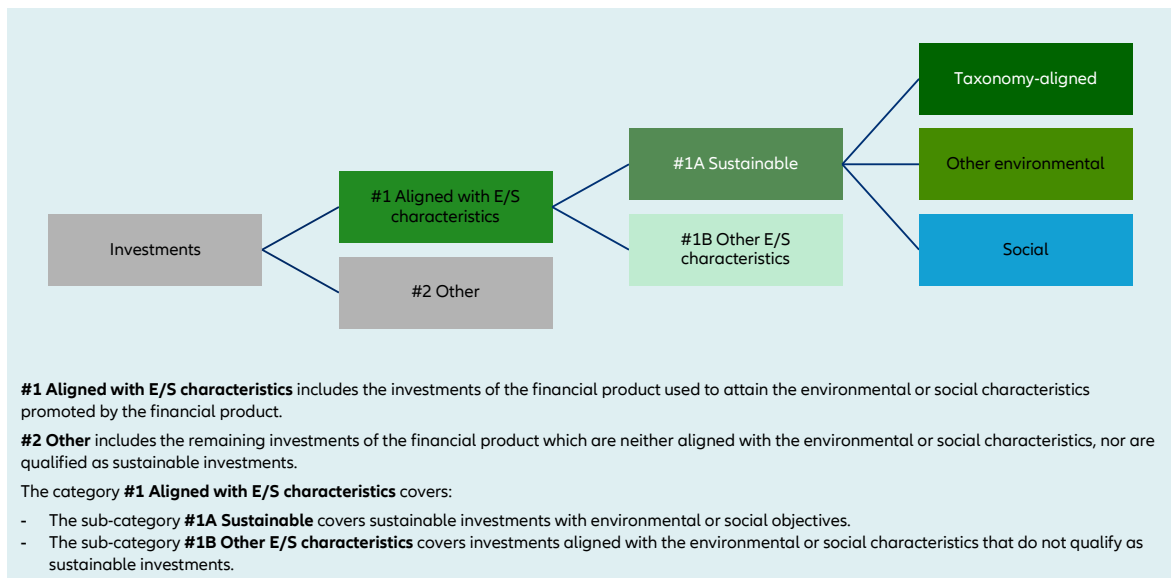 Taxonomy-aligned
#1A Sustainable
Other environmental
#1 Aligned with E/S
characteristics
Investments
#1B Other E/S
characteristics
Social
#2 Other
#1 Aligned with E/S characteristics includes the investments of the financial product used to attain the environmental or social characteristics
promoted by the financial product.
#2 Other includes the remaining investments of the financial product which are neither aligned with the environmental or social characteristics, nor are
qualified as sustainable investments.
The category #1 Aligned with E/S characteristics covers:
- The sub-category #1A Sustainable covers sustainable investments with environmental or social objectives.
- The sub-category #1B Other E/S characteristics covers investments aligned with the environmental or social characteristics that do not qualify as
sustainable investments.